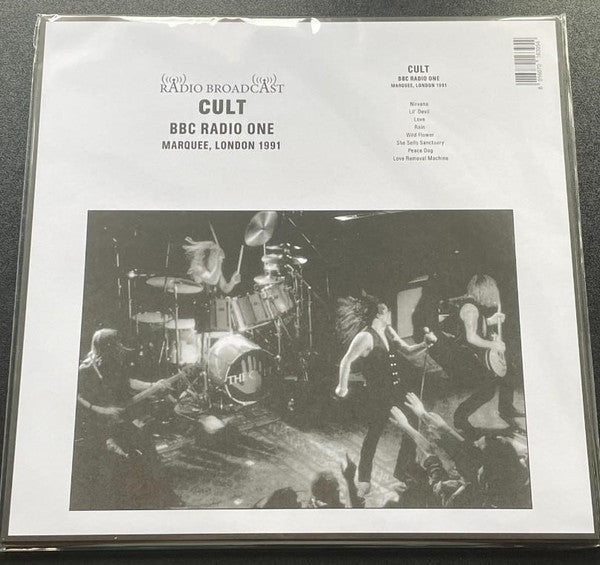 RADIO BROADCAST
CULT
BBC RADIO ONE
MARQUEE, LONDON 1991
CULT
BBC RADIO ONE
MARQUEE, LONDON 1991
Nirvana
Lil' Devil
Love
Rain
Wild Flower
She Sells Sanctuary
Peace Dog
Love Removal Machine
THE